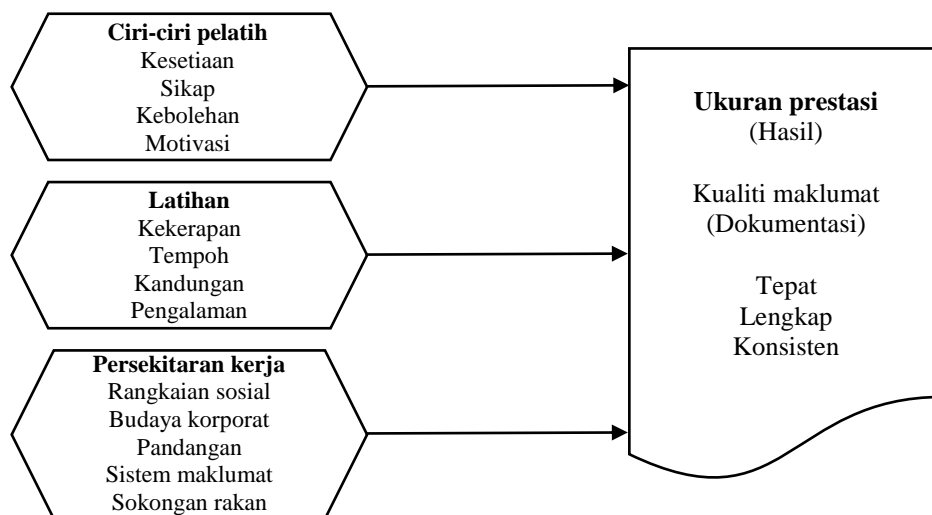 Ciri-ciri pelatih
Kesetiaan
Sikap
Kebolehan
Motivasi
Latihan
Kekerapan
Tempoh
Kandungan
Pengalaman
Persekitaran kerja
Rangkaian sosial
Budaya korporat
Pandangan
Sistem maklumat
Sokongan rakan
Ukuran prestasi
(Hasil)
Kualiti maklumat
(Dokumentasi)
Tepat
Lengkap
Konsisten